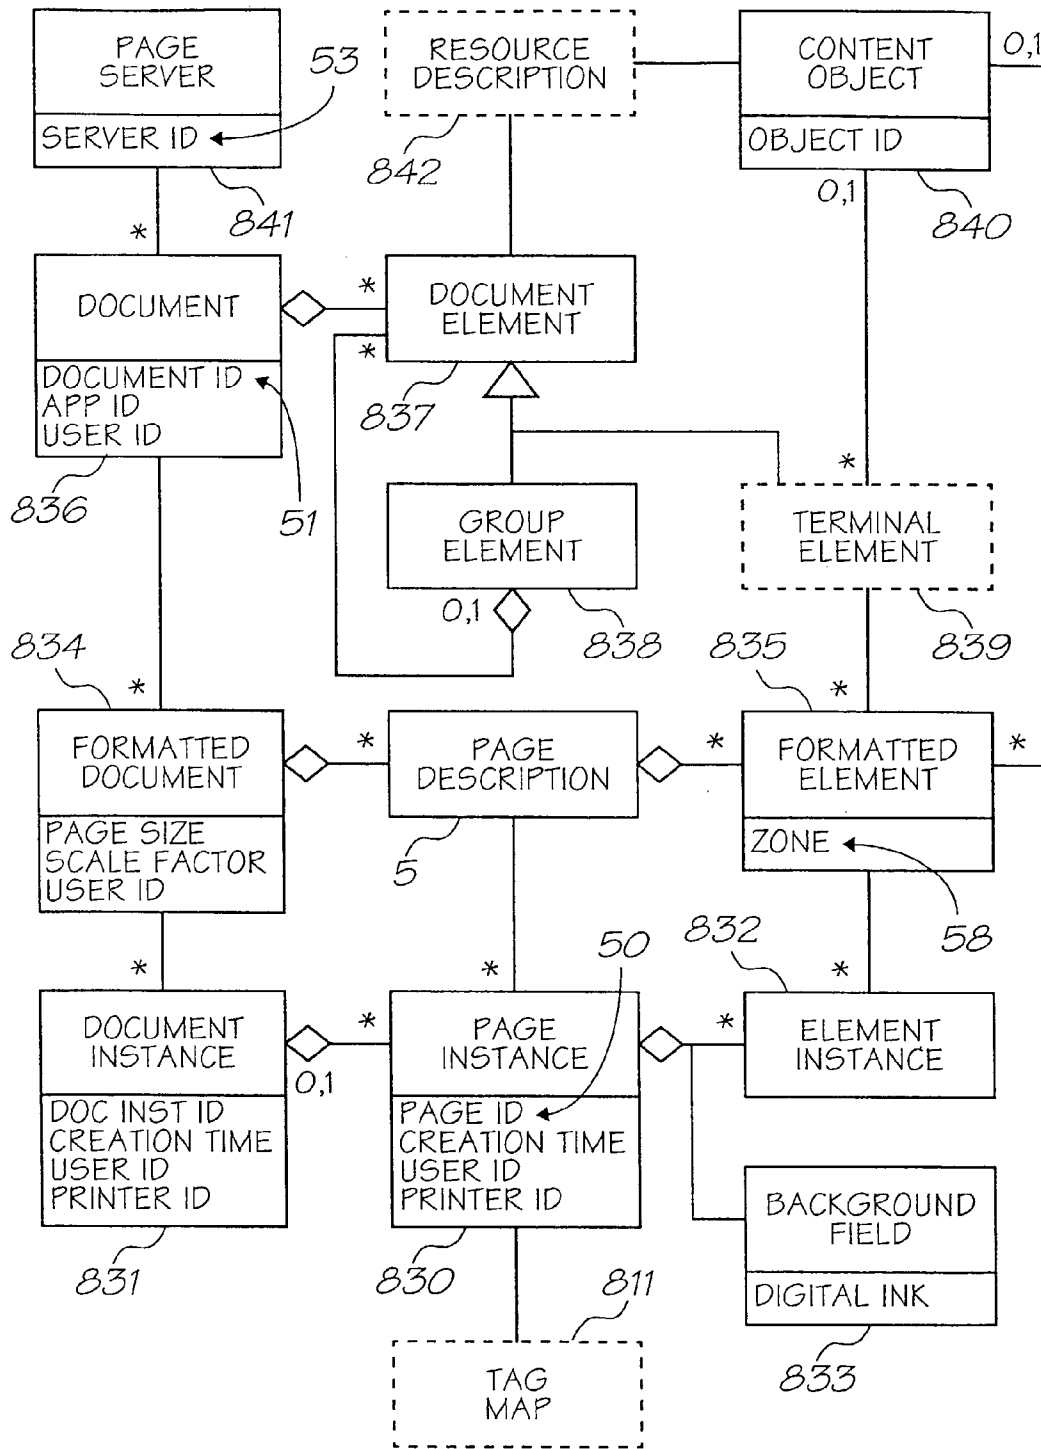 PAGE
SERVER
SERVER ID
53
841
*
RESOURCE
DESCRIPTION
842
CONTENT
OBJECT
OBJECT ID
0,1
0,1
840
DOCUMENT
DOCUMENT ID
APP ID
USER ID
836
51
*
DOCUMENT
ELEMENT
*
837
GROUP
ELEMENT
0,1
838
*
TERMINAL
ELEMENT
839
834
*
FORMATTED
DOCUMENT
PAGE SIZE
SCALE FACTOR
USER ID
*
PAGE
DESCRIPTION
5
835
*
*
FORMATTED
ELEMENT
*
ZONE
58
*
DOCUMENT
INSTANCE
0,1
DOC INST ID
CREATION TIME
USER ID
PRINTER ID
831
*
*
50
PAGE
INSTANCE
PAGE ID
CREATION TIME
USER ID
PRINTER ID
830
832
*
*
ELEMENT
INSTANCE
BACKGROUND
FIELD
DIGITAL INK
833
811
TAG
MAP